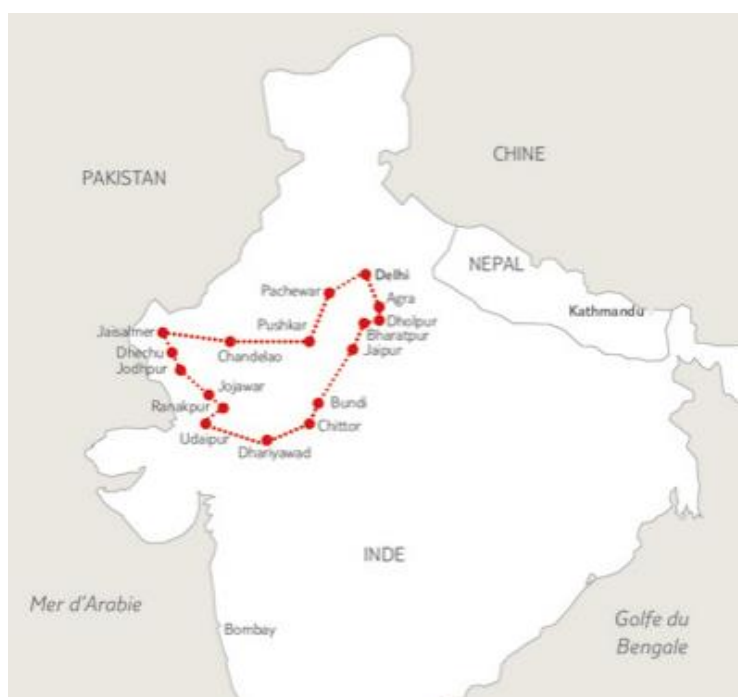 CHINE
PAKISTAN
NEPAL
Delhi
Pachewar
Agra
Kathmandu
Pushkar
Dholpur
Jaisalmer
Bharatpur
Dhechu
Chandelao
Jaipur
Jodhpur
Jojawar
Ranakpur
Bundi
Udaipur
Chittor
Dhariyawad
INDE
Mer d'Arabie
Golfe du
Bengale
Bombay